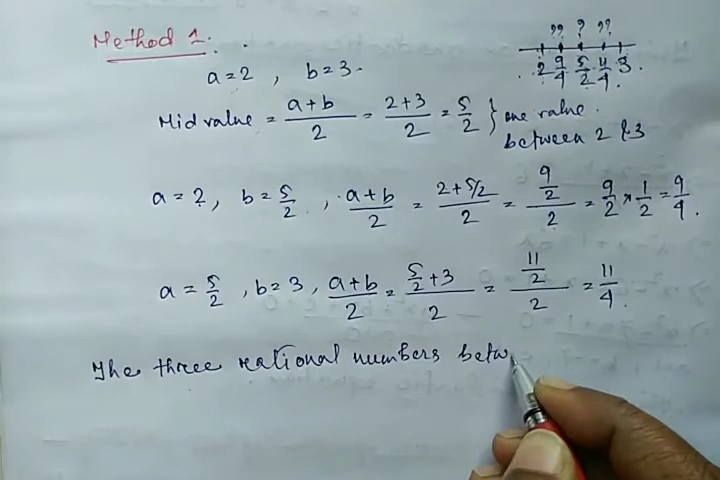 Method 1:
?? ? ??
2 9/4 5/2 11/4 3
a = 2 , b = 3.
Mid value = (a+b)/2 = (2+3)/2 = 5/2 } one value
between 2 & 3
a = 2, b = 5/2, (a+b)/2 = (2+5/2)/2 = (9/2)/2 = 9/2 × 1/2 = 9/4.
a = 5/2, b = 3, (a+b)/2 = (5/2+3)/2 = (11/2)/2 = 11/4.
The three rational numbers betw